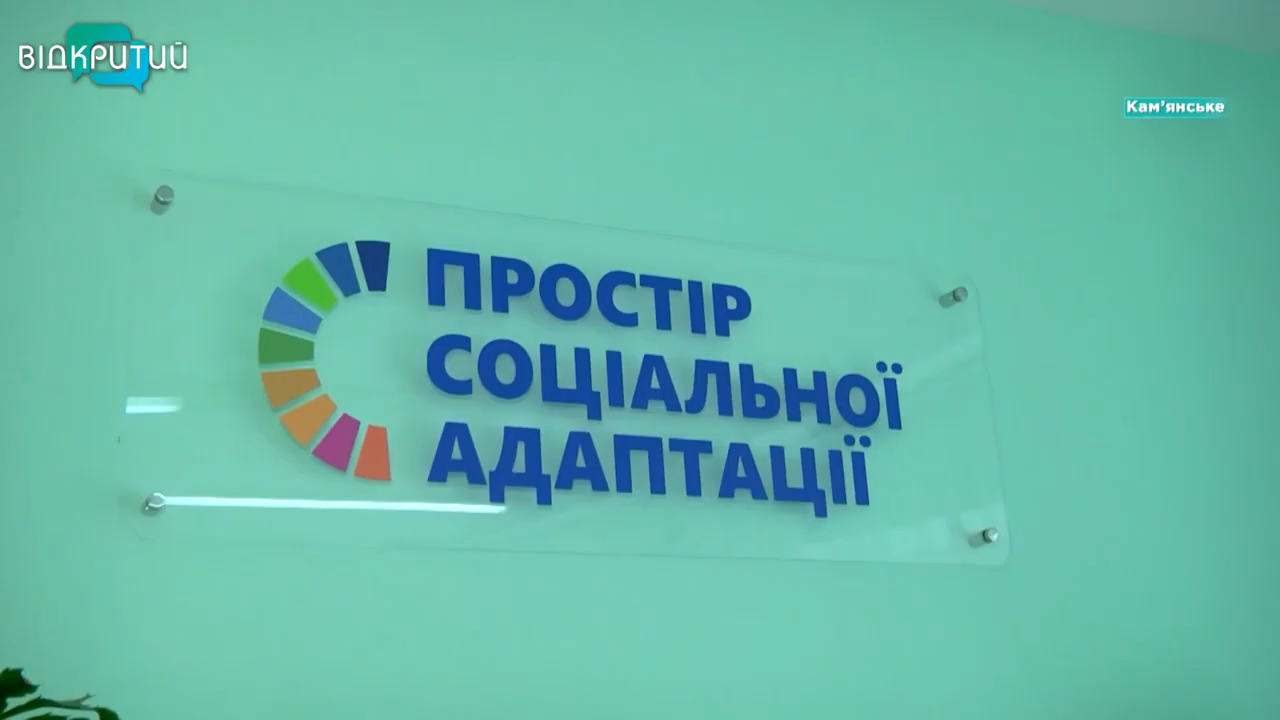 ВІДКРИТИЙ
Кам'янське
ПРОСТІР
СОЦІАЛЬНОЇ
АДАПТАЦІЇ